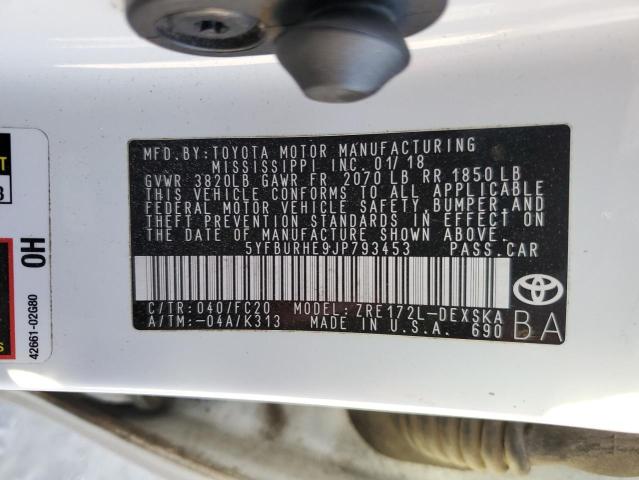 MFD.BY:TOYOTA MOTOR MANUFACTURING
MISSISSIPPI, INC. 01/18
GVWR 3820LB GAWR FR 2070 LB RR 1850 LB
THIS VEHICLE CONFORMS TO ALL APPLICABLE
FEDERAL MOTOR VEHICLE SAFETY, BUMPER, AND
THEFT PREVENTION STANDARDS IN EFFECT ON
THE DATE OF MANUFACTURE SHOWN ABOVE.
5YFBURHE9JP793453 PASS.CAR
C/TR: 040/FC20 MODEL: ZRE172L-DEXSKA
A/TM: -04A/K313 MADE IN U.S.A. 690
BA
OH
42661-02G80